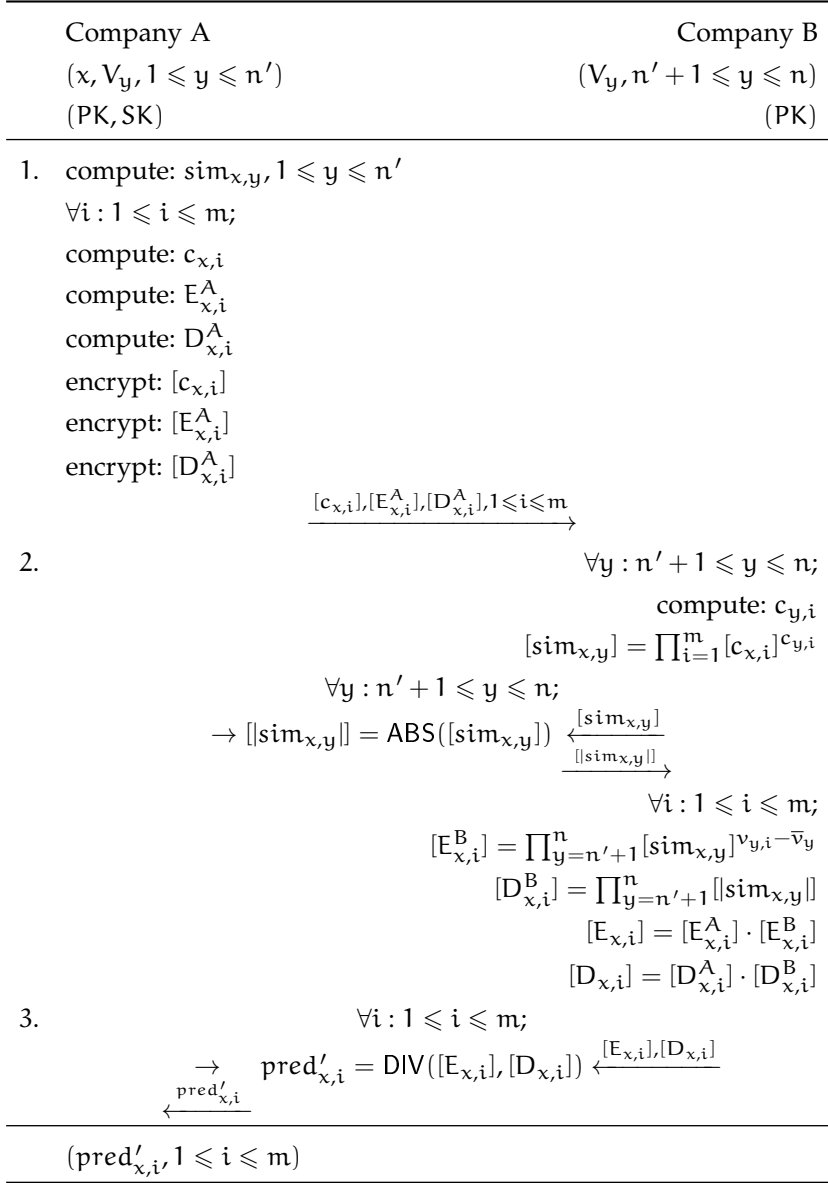 Company A Company B
(x, V_y, 1 ⩽ y ⩽ n′) (V_y, n′ + 1 ⩽ y ⩽ n)
(PK, SK) (PK)
1. compute: sim_{x,y}, 1 ⩽ y ⩽ n′
∀i : 1 ⩽ i ⩽ m;
compute: c_{x,i}
compute: E^A_{x,i}
compute: D^A_{x,i}
encrypt: [c_{x,i}]
encrypt: [E^A_{x,i}]
encrypt: [D^A_{x,i}]
[c_{x,i}],[E^A_{x,i}],[D^A_{x,i}],1⩽i⩽m →
2. ∀y : n′ + 1 ⩽ y ⩽ n;
compute: c_{y,i}
[sim_{x,y}] = ∏^m_{i=1}[c_{x,i}]^{c_{y,i}}
∀y : n′ + 1 ⩽ y ⩽ n;
→ [|sim_{x,y}|] = ABS([sim_{x,y}]) ← [sim_{x,y}]
[|sim_{x,y}|] →
∀i : 1 ⩽ i ⩽ m;
[E^B_{x,i}] = ∏^n_{y=n′+1}[sim_{x,y}]^{v_{y,i}−v̅_y}
[D^B_{x,i}] = ∏^n_{y=n′+1}[|sim_{x,y}|]
[E_{x,i}] = [E^A_{x,i}] · [E^B_{x,i}]
[D_{x,i}] = [D^A_{x,i}] · [D^B_{x,i}]
3. ∀i : 1 ⩽ i ⩽ m;
→ pred′_{x,i} = DIV([E_{x,i}], [D_{x,i}]) ← [E_{x,i}],[D_{x,i}]
pred′_{x,i} ←
(pred′_{x,i}, 1 ⩽ i ⩽ m)